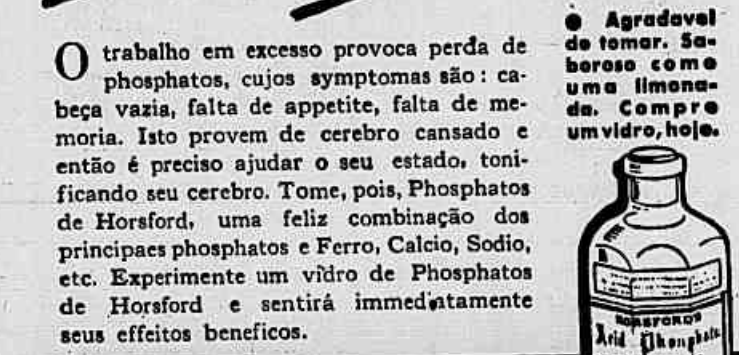 O trabalho em excesso provoca perda de
phosphatos, cujos symptomas são: ca-
beça vazia, falta de appetite, falta de me-
moria. Isto provem de cerebro cansado e
então é preciso ajudar o seu estado, toni-
ficando seu cerebro. Tome, pois, Phosphatos
de Horsford, uma feliz combinação dos
principaes phosphatos e Ferro, Calcio, Sodio,
etc. Experimente um vidro de Phosphatos
de Horsford e sentirá immediatamente
seus effeitos beneficos.
● Agradavel
de tomar. Sa-
boroso como
uma limona-
da. Compre
um vidro, hoje.
HORSFORDS
Acid Phosphate